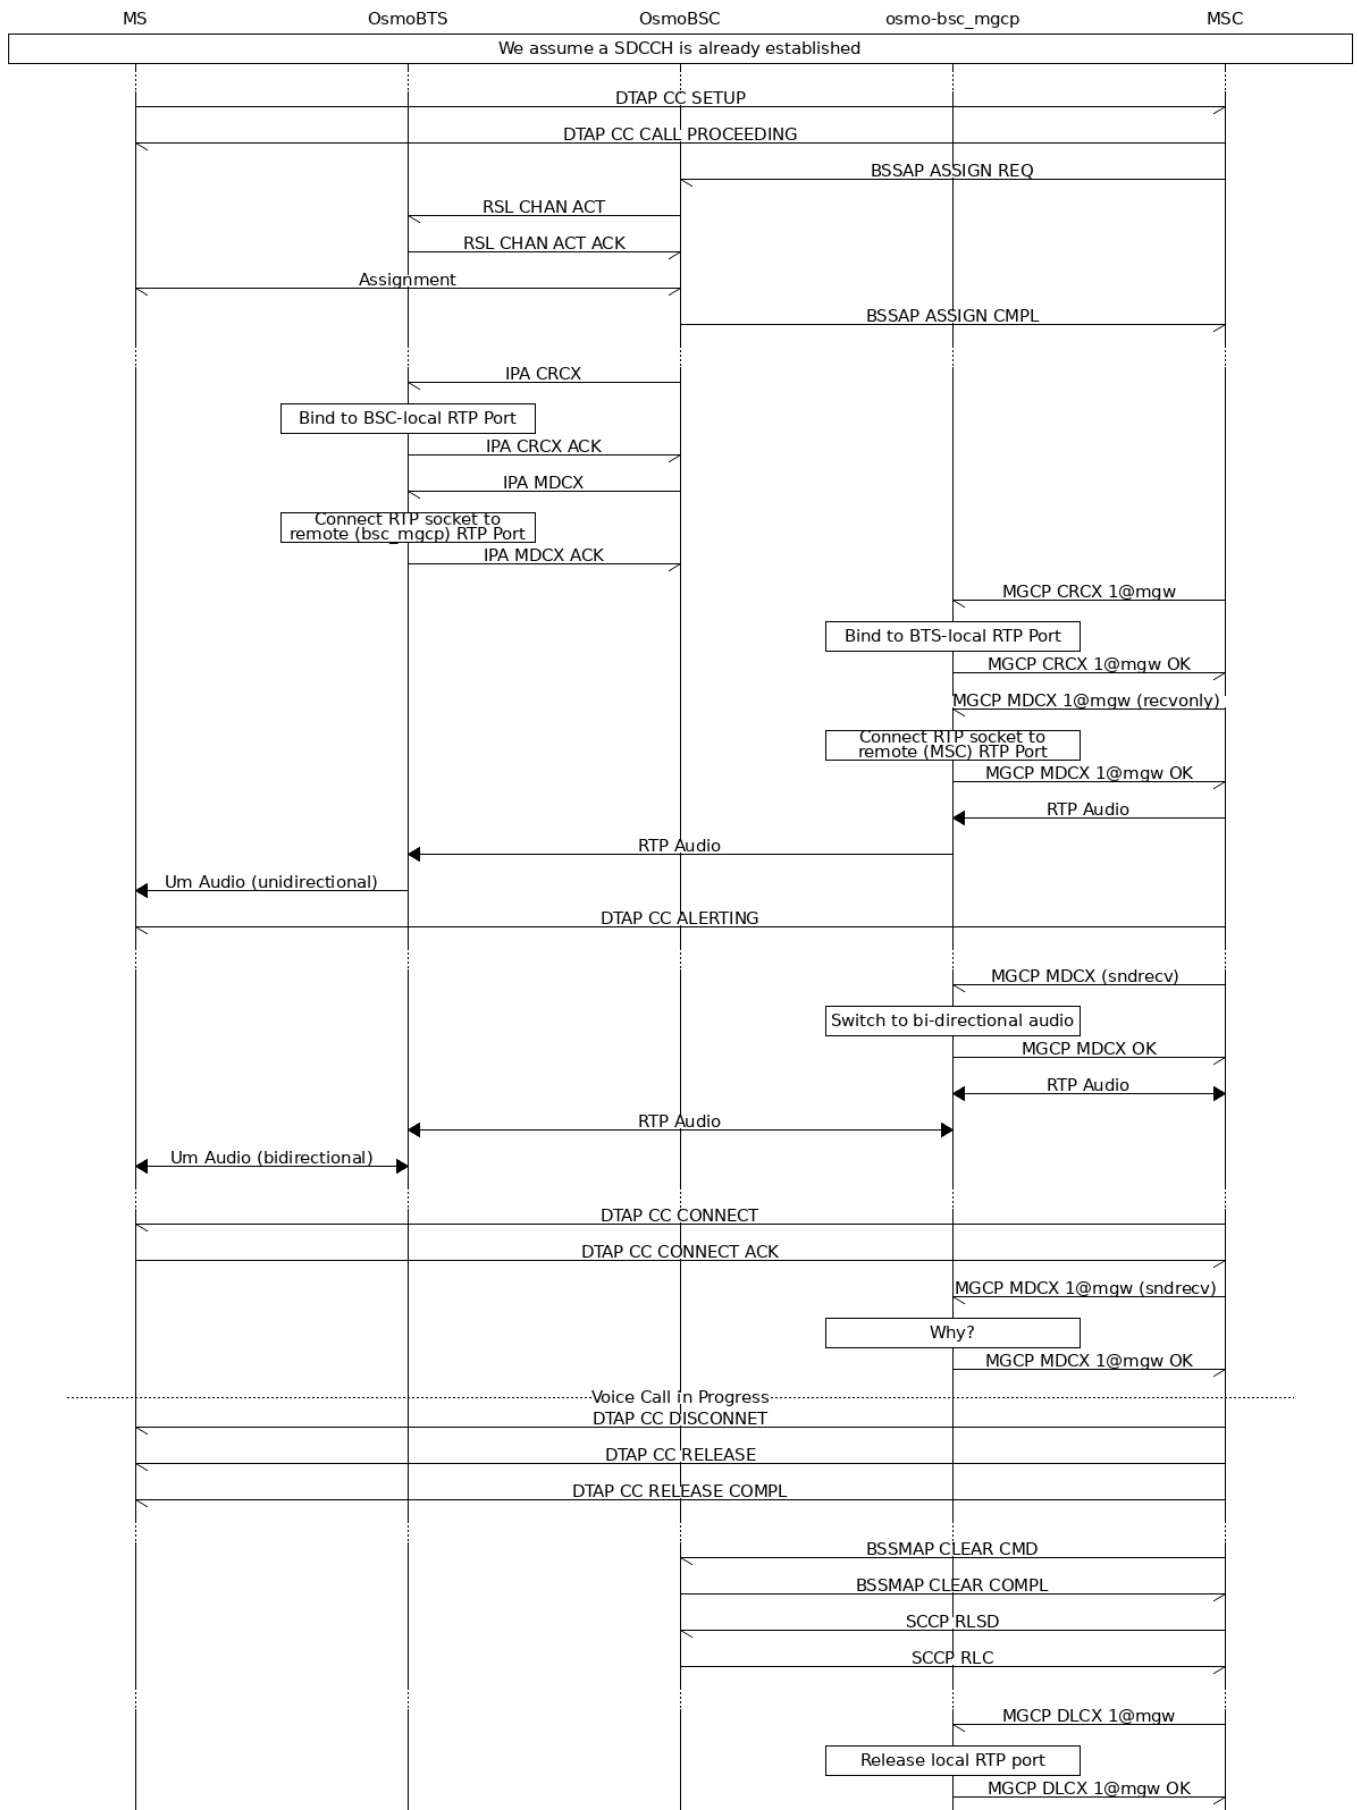 MS OsmoBTS OsmoBSC osmo-bsc_mgcp MSC
We assume a SDCCH is already established
DTAP CC SETUP
DTAP CC CALL PROCEEDING
BSSAP ASSIGN REQ
RSL CHAN ACT
RSL CHAN ACT ACK
Assignment
BSSAP ASSIGN CMPL
IPA CRCX
Bind to BSC-local RTP Port
IPA CRCX ACK
IPA MDCX
Connect RTP socket to
remote (bsc_mgcp) RTP Port
IPA MDCX ACK
MGCP CRCX 1@mgw
Bind to BTS-local RTP Port
MGCP CRCX 1@mgw OK
MGCP MDCX 1@mgw (recvonly)
Connect RTP socket to
remote (MSC) RTP Port
MGCP MDCX 1@mgw OK
RTP Audio
RTP Audio
Um Audio (unidirectional)
DTAP CC ALERTING
MGCP MDCX (sndrecv)
Switch to bi-directional audio
MGCP MDCX OK
RTP Audio
RTP Audio
Um Audio (bidirectional)
DTAP CC CONNECT
DTAP CC CONNECT ACK
MGCP MDCX 1@mgw (sndrecv)
Why?
MGCP MDCX 1@mgw OK
Voice Call in Progress
DTAP CC DISCONNET
DTAP CC RELEASE
DTAP CC RELEASE COMPL
BSSMAP CLEAR CMD
BSSMAP CLEAR COMPL
SCCP RLSD
SCCP RLC
MGCP DLCX 1@mgw
Release local RTP port
MGCP DLCX 1@mgw OK